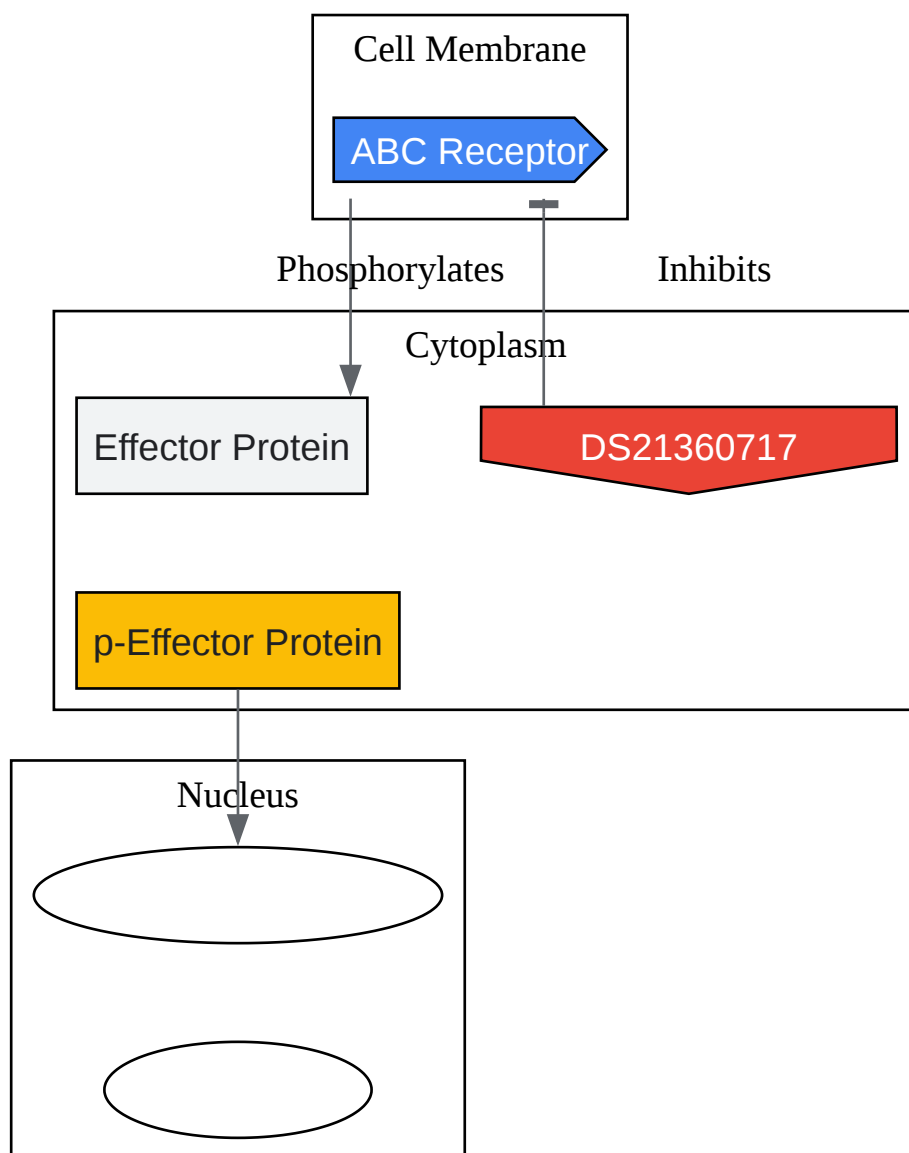 Cell Membrane
ABC Receptor
Phosphorylates
Inhibits
Cytoplasm
Effector Protein
DS21360717
p-Effector Protein
Nucleus